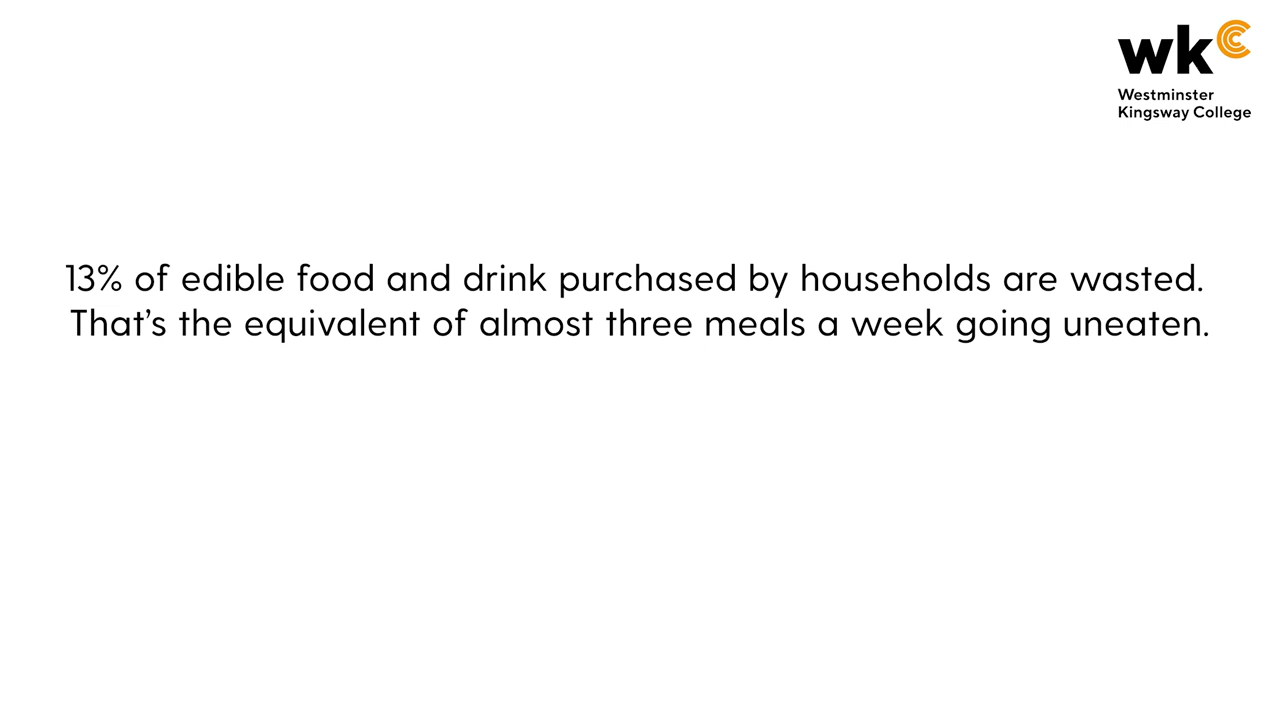 wkc
Westminster
Kingsway College
13% of edible food and drink purchased by households are wasted.
That's the equivalent of almost three meals a week going uneaten.